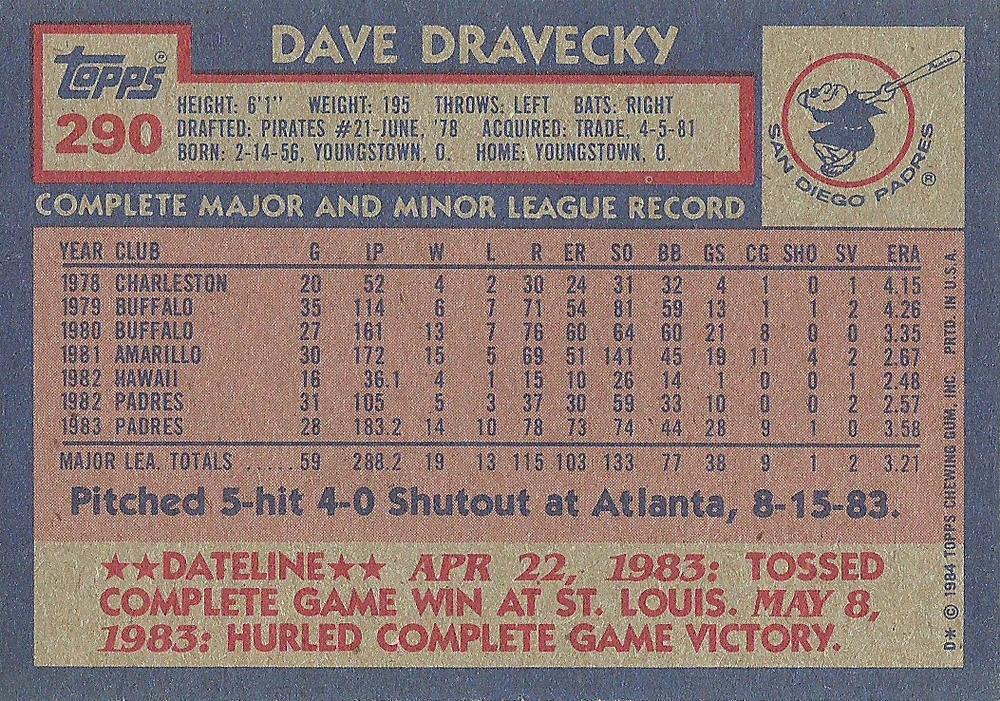 DAVE DRAVECKY
Topps®
290
HEIGHT: 6'1" WEIGHT: 195 THROWS: LEFT BATS: RIGHT
DRAFTED: PIRATES #21-JUNE, '78 ACQUIRED: TRADE, 4-5-81
BORN: 2-14-56, YOUNGSTOWN, O. HOME: YOUNGSTOWN, O.
SAN DIEGO PADRES ®
COMPLETE MAJOR AND MINOR LEAGUE RECORD
YEAR CLUB G IP W L R ER SO BB GS CG SHO SV ERA
1978 CHARLESTON 20 52 4 2 30 24 31 32 4 1 0 1 4.15
1979 BUFFALO 35 114 6 7 71 54 81 59 13 1 1 2 4.26
1980 BUFFALO 27 161 13 7 76 60 64 60 21 8 0 0 3.35
1981 AMARILLO 30 172 15 5 69 51 141 45 19 11 4 2 2.67
1982 HAWAII 16 36.1 4 1 15 10 26 14 1 0 0 1 2.48
1982 PADRES 31 105 5 3 37 30 59 33 10 0 0 2 2.57
1983 PADRES 28 183.2 14 10 78 73 74 44 28 9 1 0 3.58
MAJOR LEA. TOTALS ..... 59 288.2 19 13 115 103 133 77 38 9 1 2 3.21
Pitched 5-hit 4-0 Shutout at Atlanta, 8-15-83.
★★DATELINE★★ APR 22, 1983: TOSSED
COMPLETE GAME WIN AT ST. LOUIS. MAY 8,
1983: HURLED COMPLETE GAME VICTORY.
D* © 1984 TOPPS CHEWING GUM, INC. PRTD. IN U.S.A.